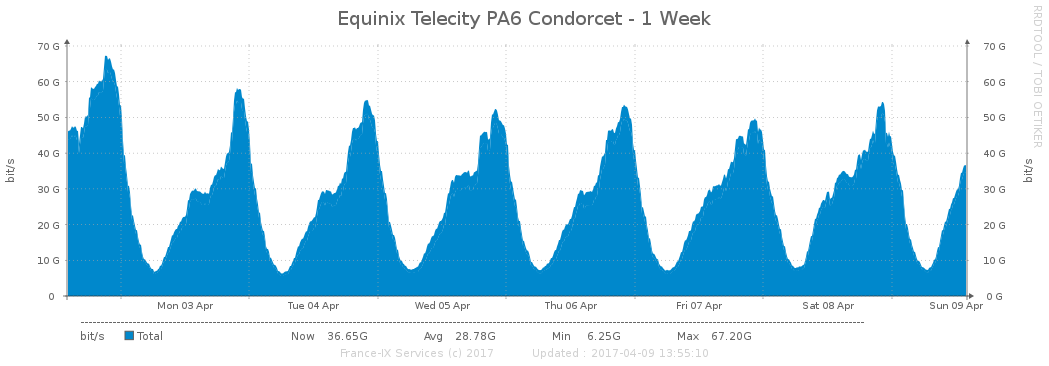 Equinix Telecity PA6 Condorcet - 1 Week
RRDTOOL / TOBI OETIKER
bit/s
bit/s
70 G 70 G
60 G 60 G
50 G 50 G
40 G 40 G
30 G 30 G
20 G 20 G
10 G 10 G
0 0 G
Mon 03 Apr Tue 04 Apr Wed 05 Apr Thu 06 Apr Fri 07 Apr Sat 08 Apr Sun 09 Apr
bit/s Total Now 36.65G Avg 28.78G Min 6.25G Max 67.20G
France-IX Services (c) 2017 Updated : 2017-04-09 13:55:10